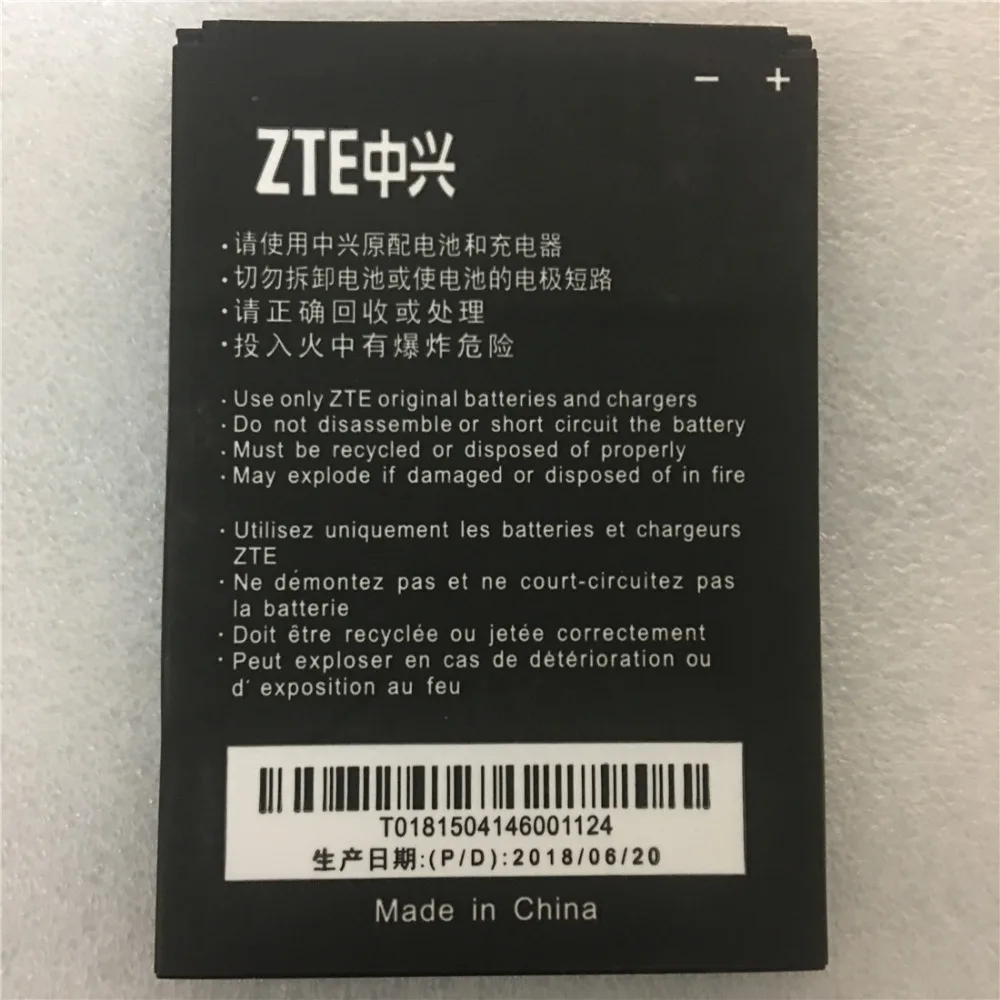 − +
ZTE中兴
·请使用中兴原配电池和充电器
·切勿拆卸电池或使电池的电极短路
·请正确回收或处理
·投入火中有爆炸危险
· Use only ZTE original batteries and chargers
· Do not disassemble or short circuit the battery
· Must be recycled or disposed of properly
· May explode if damaged or disposed of in fire
· Utilisez uniquement les batteries et chargeurs
ZTE
· Ne démontez pas et ne court-circuitez pas
la batterie
· Doit être recyclée ou jetée correctement
· Peut exploser en cas de détérioration ou
d' exposition au feu
T0181504146001124
生产日期:(P/D):2018/06/20
Made in China